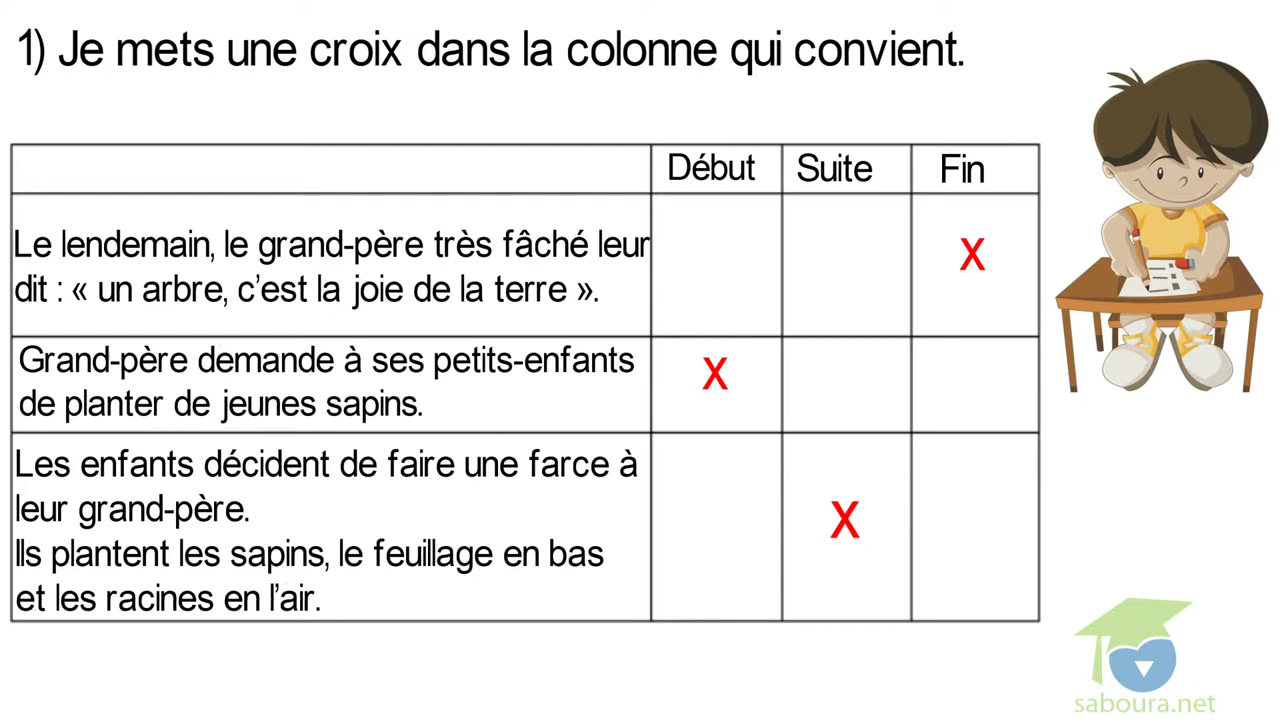 1) Je mets une croix dans la colonne qui convient.
Début Suite Fin
Le lendemain, le grand-père très fâché leur
dit : « un arbre, c’est la joie de la terre ».
X
Grand-père demande à ses petits-enfants
de planter de jeunes sapins.
X
Les enfants décident de faire une farce à
leur grand-père.
Ils plantent les sapins, le feuillage en bas
et les racines en l’air.
X
saboura.net